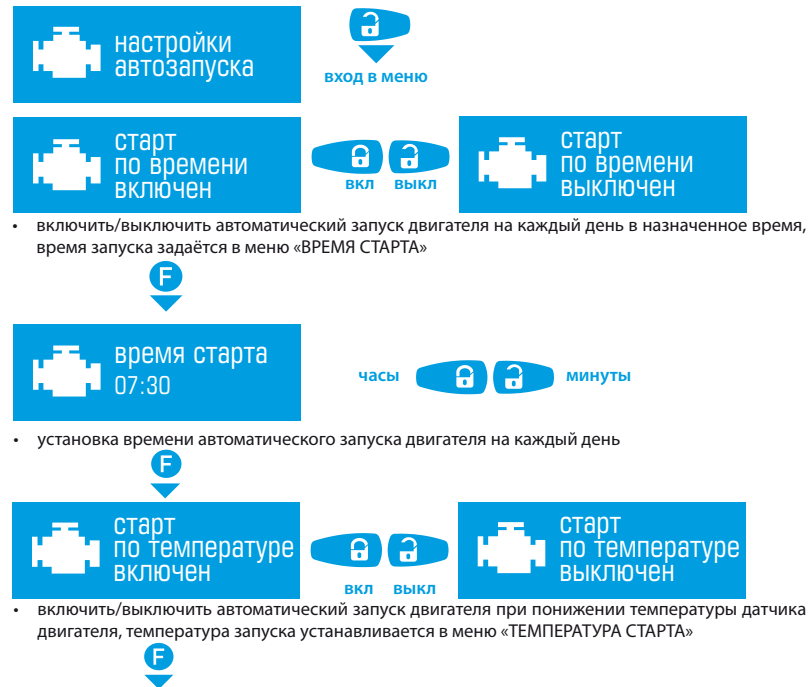 настройки
автозапуска
вход в меню
старт
по времени
включен
вкл выкл
старт
по времени
выключен
• включить/выключить автоматический запуск двигателя на каждый день в назначенное время,
время запуска задаётся в меню «ВРЕМЯ СТАРТА»
F
время старта
07:30
часы
минуты
• установка времени автоматического запуска двигателя на каждый день
F
старт
по температуре
включен
вкл выкл
старт
по температуре
выключен
• включить/выключить автоматический запуск двигателя при понижении температуры датчика
двигателя, температура запуска устанавливается в меню «ТЕМПЕРАТУРА СТАРТА»
F